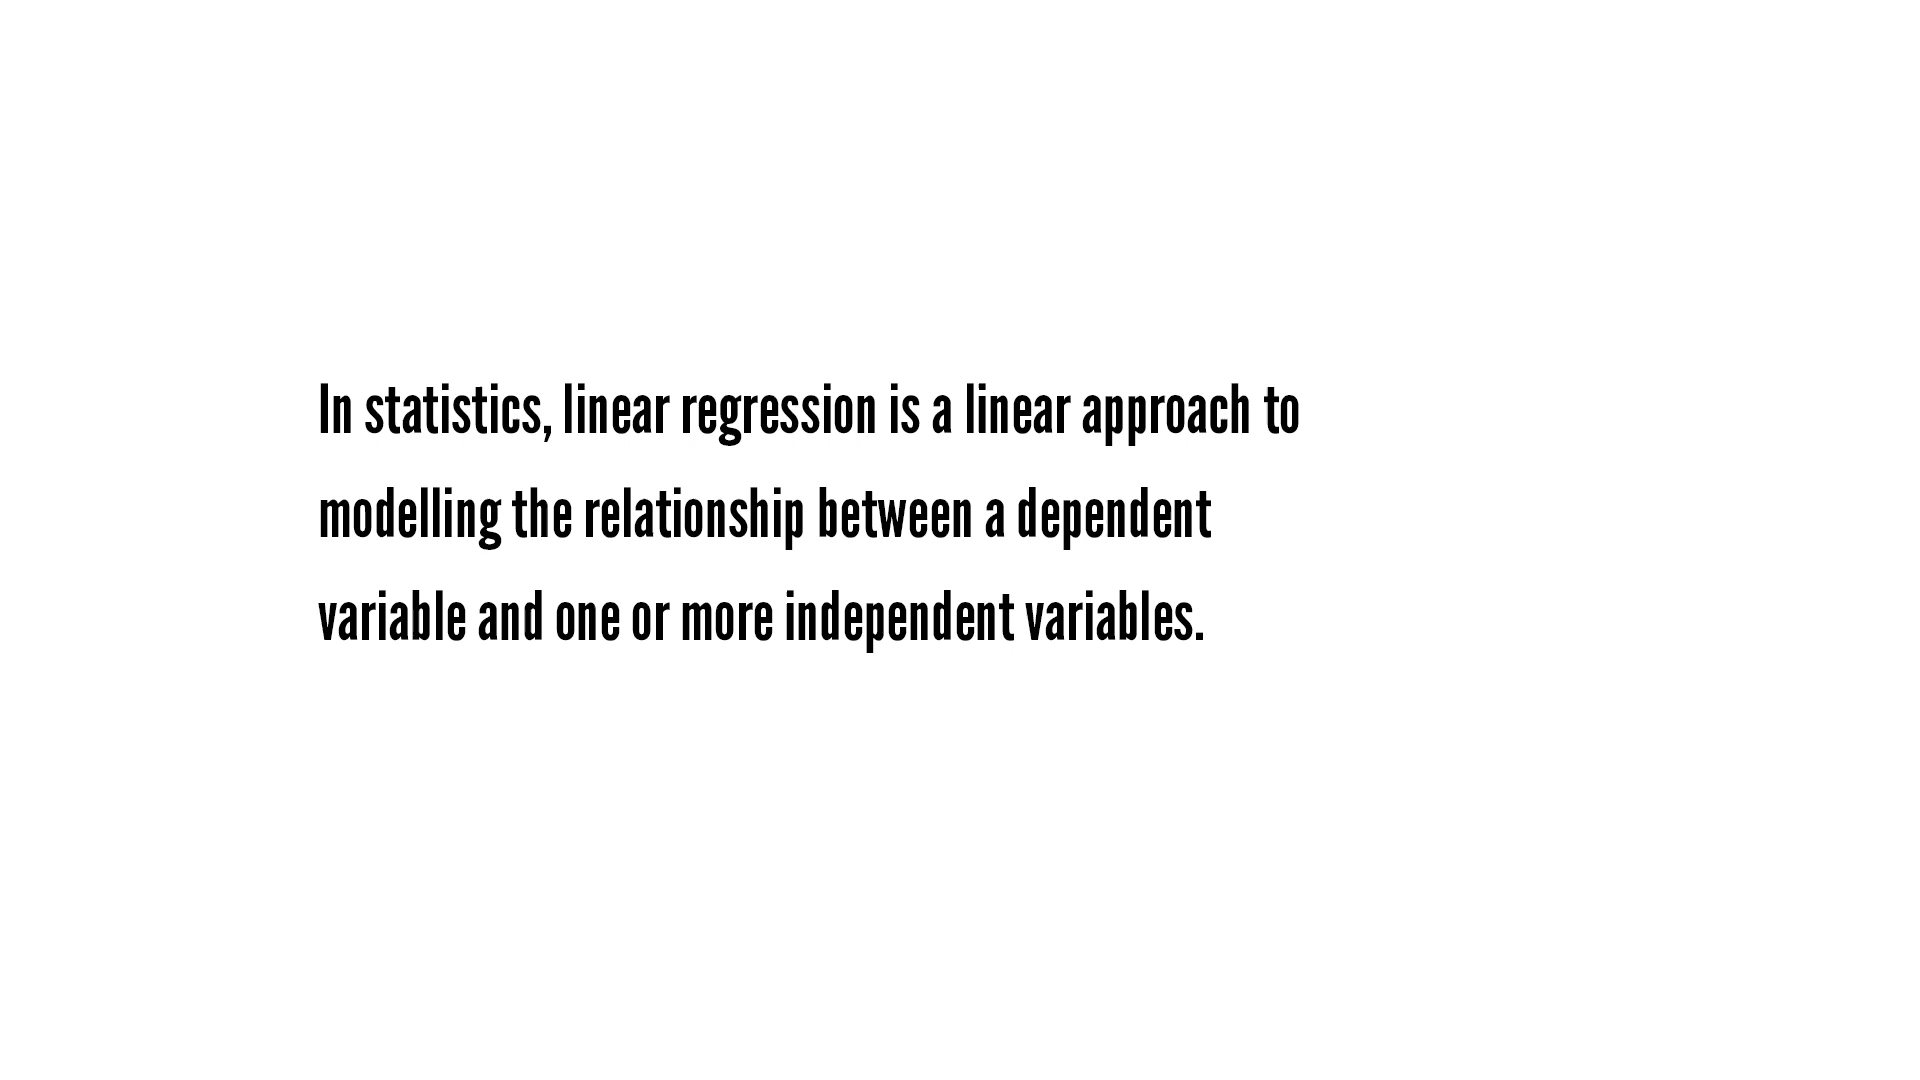 In statistics, linear regression is a linear approach to
modelling the relationship between a dependent
variable and one or more independent variables.